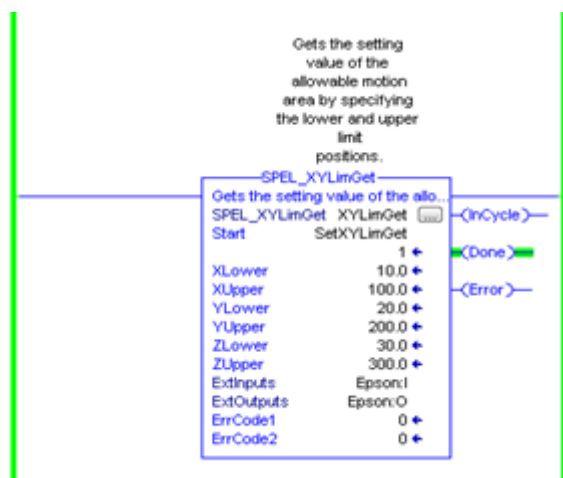 Gets the setting
value of the
allowable motion
area by specifying
the lower and upper
limit
positions.
SPEL_XYLimGet
Gets the setting value of the allo...
SPEL_XYLimGet XYLimGet ...
(InCycle)
Start SetXYLimGet
1
(Done)
XLower 10.0
XUpper 100.0
(Error)
YLower 20.0
YUpper 200.0
ZLower 30.0
ZUpper 300.0
ExtInputs Epson:I
ExtOutputs Epson:O
ErrCode1 0
ErrCode2 0